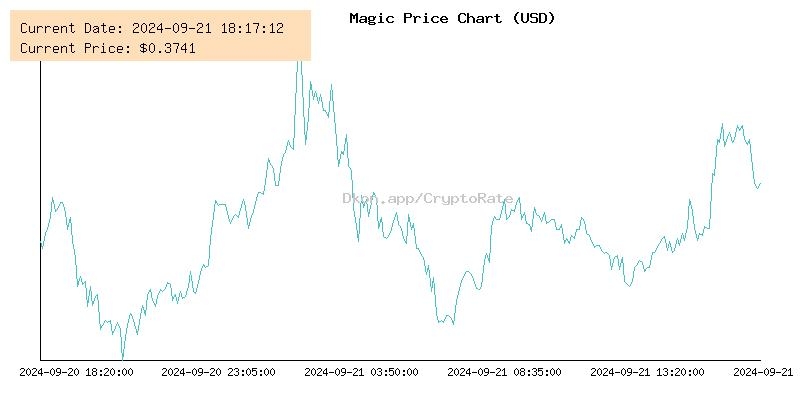 Magic Price Chart (USD)
Current Date: 2024-09-21 18:17:12
Current Price: $0.3741
Dkbn.app/CryptoRate
2024-09-20 18:20:00 2024-09-20 23:05:00 2024-09-21 03:50:00 2024-09-21 08:35:00 2024-09-21 13:20:00 2024-09-21